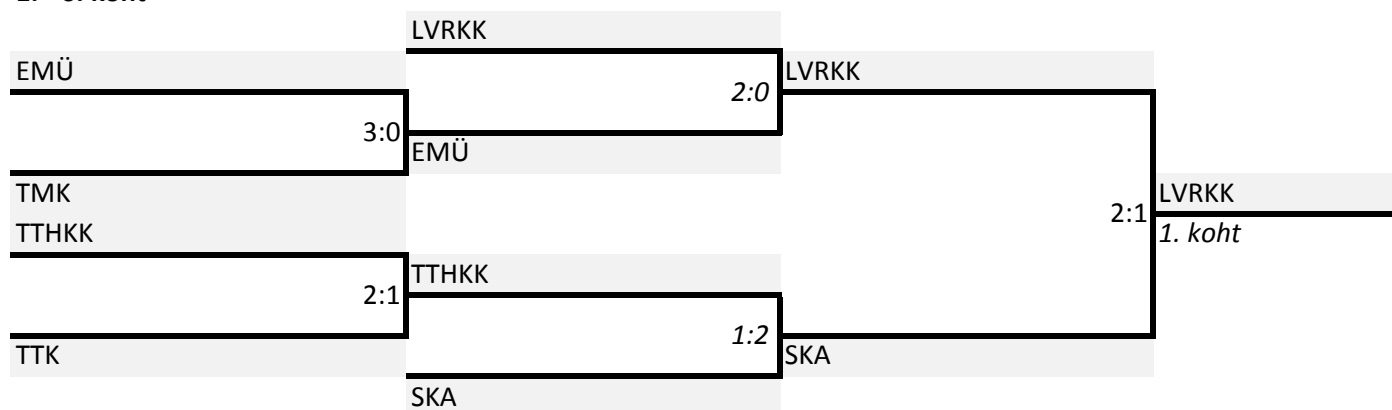 LVRKK
EMÜ
LVRKK
2:0
3:0
EMÜ
TMK
LVRKK
2:1
TTHKK
1. koht
TTHKK
2:1
1:2
TTK
SKA
SKA